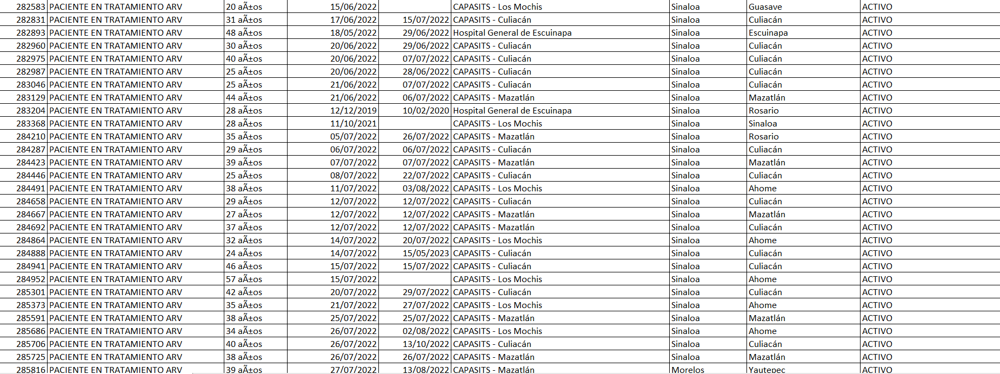 282583 PACIENTE EN TRATAMIENTO ARV 20 aÃ±os 15/06/2022 CAPASITS - Los Mochis Sinaloa Guasave ACTIVO
282831 PACIENTE EN TRATAMIENTO ARV 31 aÃ±os 17/06/2022 15/07/2022 CAPASITS - Culiacán Sinaloa Culiacán ACTIVO
282893 PACIENTE EN TRATAMIENTO ARV 48 aÃ±os 18/05/2022 29/06/2022 Hospital General de Escuinapa Sinaloa Escuinapa ACTIVO
282960 PACIENTE EN TRATAMIENTO ARV 30 aÃ±os 20/06/2022 29/06/2022 CAPASITS - Culiacán Sinaloa Culiacán ACTIVO
282975 PACIENTE EN TRATAMIENTO ARV 40 aÃ±os 20/06/2022 07/07/2022 CAPASITS - Culiacán Sinaloa Culiacán ACTIVO
282987 PACIENTE EN TRATAMIENTO ARV 25 aÃ±os 20/06/2022 28/06/2022 CAPASITS - Culiacán Sinaloa Culiacán ACTIVO
283046 PACIENTE EN TRATAMIENTO ARV 25 aÃ±os 21/06/2022 07/07/2022 CAPASITS - Culiacán Sinaloa Culiacán ACTIVO
283129 PACIENTE EN TRATAMIENTO ARV 44 aÃ±os 21/06/2022 06/07/2022 CAPASITS - Mazatlán Sinaloa Mazatlán ACTIVO
283204 PACIENTE EN TRATAMIENTO ARV 28 aÃ±os 12/12/2019 10/02/2020 Hospital General de Escuinapa Sinaloa Rosario ACTIVO
283368 PACIENTE EN TRATAMIENTO ARV 28 aÃ±os 11/10/2021 CAPASITS - Los Mochis Sinaloa Sinaloa ACTIVO
284210 PACIENTE EN TRATAMIENTO ARV 35 aÃ±os 05/07/2022 26/07/2022 CAPASITS - Mazatlán Sinaloa Rosario ACTIVO
284287 PACIENTE EN TRATAMIENTO ARV 29 aÃ±os 06/07/2022 06/07/2022 CAPASITS - Culiacán Sinaloa Culiacán ACTIVO
284423 PACIENTE EN TRATAMIENTO ARV 39 aÃ±os 07/07/2022 07/07/2022 CAPASITS - Mazatlán Sinaloa Mazatlán ACTIVO
284446 PACIENTE EN TRATAMIENTO ARV 25 aÃ±os 08/07/2022 22/07/2022 CAPASITS - Culiacán Sinaloa Culiacán ACTIVO
284491 PACIENTE EN TRATAMIENTO ARV 38 aÃ±os 11/07/2022 03/08/2022 CAPASITS - Los Mochis Sinaloa Ahome ACTIVO
284658 PACIENTE EN TRATAMIENTO ARV 29 aÃ±os 12/07/2022 12/07/2022 CAPASITS - Culiacán Sinaloa Culiacán ACTIVO
284667 PACIENTE EN TRATAMIENTO ARV 27 aÃ±os 12/07/2022 12/07/2022 CAPASITS - Mazatlán Sinaloa Mazatlán ACTIVO
284692 PACIENTE EN TRATAMIENTO ARV 37 aÃ±os 12/07/2022 12/07/2022 CAPASITS - Mazatlán Sinaloa Culiacán ACTIVO
284864 PACIENTE EN TRATAMIENTO ARV 32 aÃ±os 14/07/2022 20/07/2022 CAPASITS - Los Mochis Sinaloa Ahome ACTIVO
284888 PACIENTE EN TRATAMIENTO ARV 24 aÃ±os 14/07/2022 15/05/2023 CAPASITS - Culiacán Sinaloa Culiacán ACTIVO
284941 PACIENTE EN TRATAMIENTO ARV 46 aÃ±os 15/07/2022 15/07/2022 CAPASITS - Culiacán Sinaloa Culiacán ACTIVO
284952 PACIENTE EN TRATAMIENTO ARV 57 aÃ±os 15/07/2022 CAPASITS - Los Mochis Sinaloa Ahome ACTIVO
285301 PACIENTE EN TRATAMIENTO ARV 42 aÃ±os 20/07/2022 29/07/2022 CAPASITS - Culiacán Sinaloa Culiacán ACTIVO
285373 PACIENTE EN TRATAMIENTO ARV 35 aÃ±os 21/07/2022 27/07/2022 CAPASITS - Los Mochis Sinaloa Ahome ACTIVO
285591 PACIENTE EN TRATAMIENTO ARV 38 aÃ±os 25/07/2022 25/07/2022 CAPASITS - Mazatlán Sinaloa Mazatlán ACTIVO
285686 PACIENTE EN TRATAMIENTO ARV 34 aÃ±os 26/07/2022 02/08/2022 CAPASITS - Los Mochis Sinaloa Ahome ACTIVO
285706 PACIENTE EN TRATAMIENTO ARV 40 aÃ±os 26/07/2022 13/10/2022 CAPASITS - Culiacán Sinaloa Culiacán ACTIVO
285725 PACIENTE EN TRATAMIENTO ARV 38 aÃ±os 26/07/2022 26/07/2022 CAPASITS - Mazatlán Sinaloa Mazatlán ACTIVO
285816 PACIENTE EN TRATAMIENTO ARV 39 aÃ±os 27/07/2022 13/08/2022 CAPASITS - Mazatlán Morelos Yautepec ACTIVO